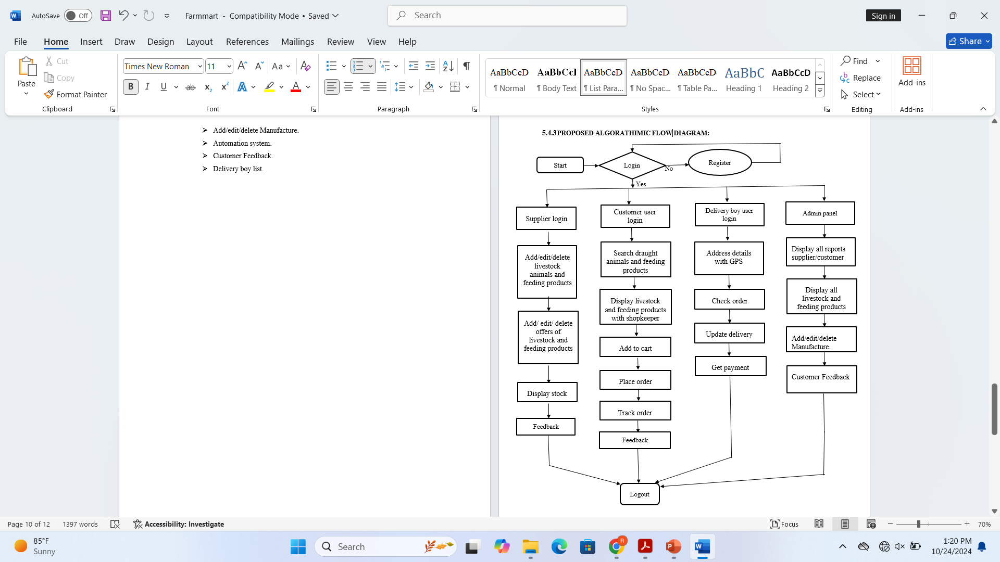 AutoSave Off Farmmart - Compatibility Mode • Saved Search Sign in
File Home Insert Draw Design Layout References Mailings Review View Help Share
Paste
Cut
Copy
Format Painter
Clipboard
Times New Roman 11
Font
Paragraph
AaBbCcD AaBbCcI AaBbCcD AaBbCcD AaBbCcD AaBbC AaBbCcD
¶ Normal ¶ Body Text ¶ List Para... ¶ No Spac... ¶ Table Pa... Heading 1 Heading 2
Styles
Find
Replace
Select
Editing
Add-ins
Add-ins
Add/edit/delete Manufacture.
Automation system.
Customer Feedback.
Delivery boy list.
5.4.3PROPOSED ALGORATHIMIC FLOW DIAGRAM:
Start
Login
No
Register
Yes
Supplier login
Add/edit/delete
livestock
animals and
feeding products
Add/ edit/ delete
offers of
livestock and
feeding products
Display stock
Feedback
Customer user
login
Search draught
animals and feeding
products
Display livestock
and feeding products
with shopkeeper
Add to cart
Place order
Track order
Feedback
Delivery boy user
login
Address details
with GPS
Check order
Update delivery
Get payment
Admin panel
Display all reports
supplier/customer
Display all
livestock and
feeding products
Add/edit/delete
Manufacture.
Customer Feedback
Logout
Page 10 of 12 1397 words Accessibility: Investigate Focus 70%
85°F
Sunny
Search
1:20 PM
10/24/2024